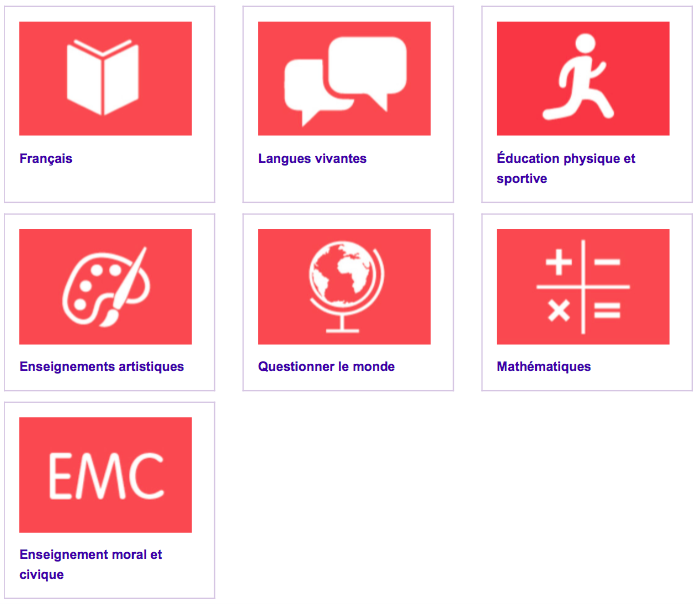 Français
Langues vivantes
Éducation physique et
sportive
Enseignements artistiques
Questionner le monde
+ −
× =
Mathématiques
EMC
Enseignement moral et
civique